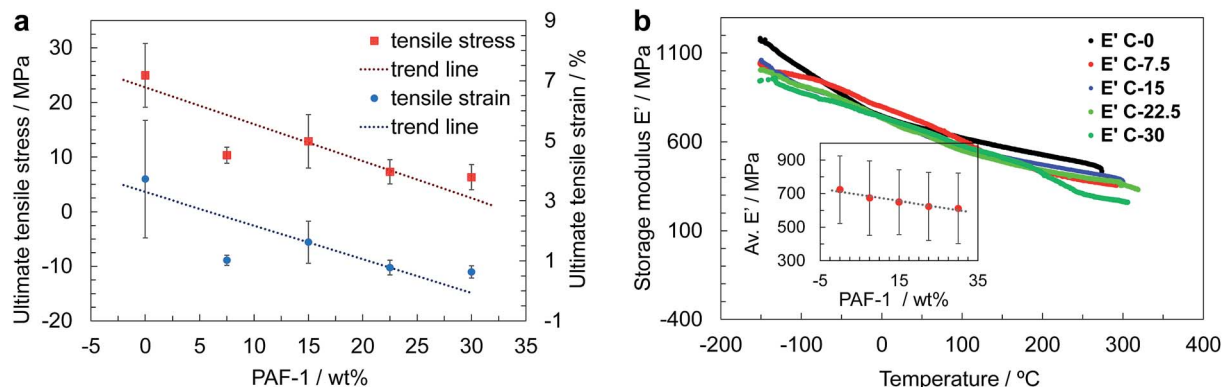 a
Ultimate tensile stress / MPa
30
20
10
0
-10
-20
-5
0
5
10
15
20
25
30
35
PAF-1 / wt%
9
7
5
3
1
-1
Ultimate tensile strain / %
tensile stress
trend line
tensile strain
trend line
b
Storage modulus E' / MPa
1100
600
100
-400
-200
-100
0
100
200
300
400
Temperature / ºC
E' C-0
E' C-7.5
E' C-15
E' C-22.5
E' C-30
Av. E' / MPa
900
700
500
300
-5
15
35
PAF-1 / wt%